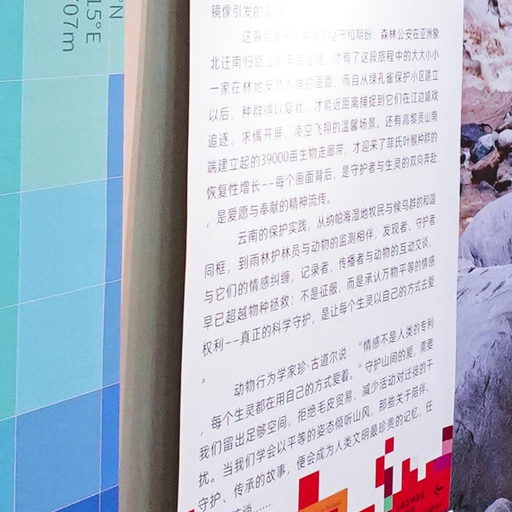 N
15°E
07m
镜像引发的
坚守和期盼：森林公安在亚洲象
北迁南归路上护 才有了这段旅程中的大大小小
一家在林地安然入睡的画面，而自从绿孔雀保护小区建立
以后，种群得以复壮，才能近距离捕捉到它们在江边嬉戏
追逐、求偶开屏、凌空飞翔的温馨场景。还有高黎贡山南
端建立起的39000亩生物走廊带，才迎来了菲氏叶猴种群的
恢复性增长--每个画面背后，是守护者与生灵的双向奔赴
，是爱愿与奉献的精神流传。
云南的保护实践，从纳帕海湿地牧民与候鸟群的和谐
同框，到雨林护林员与动物的监测相伴，发现者、守护者
与它们的情感纠缠，记录者、传播者与动物的互动交谈，
早已超越物种拯救：不是征服，而是承认万物平等的情感
权利--真正的科学守护，是让每个生灵以自己的方式去爱
。
动物行为学家珍·古道尔说：“情感不是人类的专利
，每个生灵都在用自己的方式爱着。”守护山间的爱，需要
我们留出足够空间，拒绝毛皮贸易，减少活动对迁徙的干
扰。当我们学会以平等的姿态倾听山风，那些关于陪伴、
守护、传承的故事，便会成为人类文明最珍贵的记忆，任